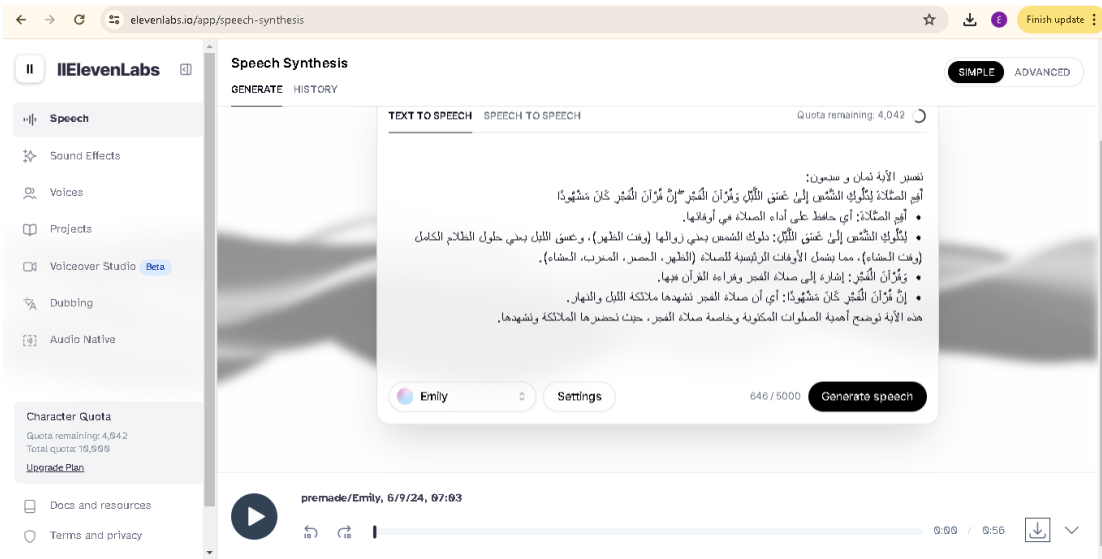 elevenlabs.io/app/speech-synthesis
E
Finish update
IIElevenLabs
Speech Synthesis
SIMPLE
ADVANCED
GENERATE
HISTORY
Speech
Sound Effects
Voices
Projects
Voiceover Studio
Beta
Dubbing
Audio Native
Character Quota
Quota remaining: 4,042
Total quota: 10,000
Upgrade Plan
Docs and resources
Terms and privacy
TEXT TO SPEECH
SPEECH TO SPEECH
Quota remaining: 4,042
تفسير الآية ثمان و سبعون:
أَقِمِ الصَّلَاةَ لِدُلُوكِ الشَّمْسِ إِلَىٰ غَسَقِ اللَّيْلِ وَقُرْآنَ الْفَجْرِ ۖ إِنَّ قُرْآنَ الْفَجْرِ كَانَ مَشْهُودًا
• أَقِمِ الصَّلَاةَ: أي حافظ على أداء الصلاة في أوقاتها.
• لِدُلُوكِ الشَّمْسِ إِلَىٰ غَسَقِ اللَّيْلِ: دلوك الشمس يعني زوالها (وقت الظهر)، وغسق الليل يعني حلول الظلام الكامل
(وقت العشاء)، مما يشمل الأوقات الرئيسية للصلاة (الظهر، العصر، المغرب، العشاء).
• وَقُرْآنَ الْفَجْرِ: إشارة إلى صلاة الفجر وقراءة القرآن فيها.
• إِنَّ قُرْآنَ الْفَجْرِ كَانَ مَشْهُودًا: أي أن صلاة الفجر تشهدها ملائكة الليل والنهار.
هذه الآية توضح أهمية الصلوات المكتوبة وخاصة صلاة الفجر، حيث تحضرها الملائكة وتشهدها.
Emily
Settings
646 / 5000
Generate speech
premade/Emily, 6/9/24, 07:03
10
10
0:00 / 0:56